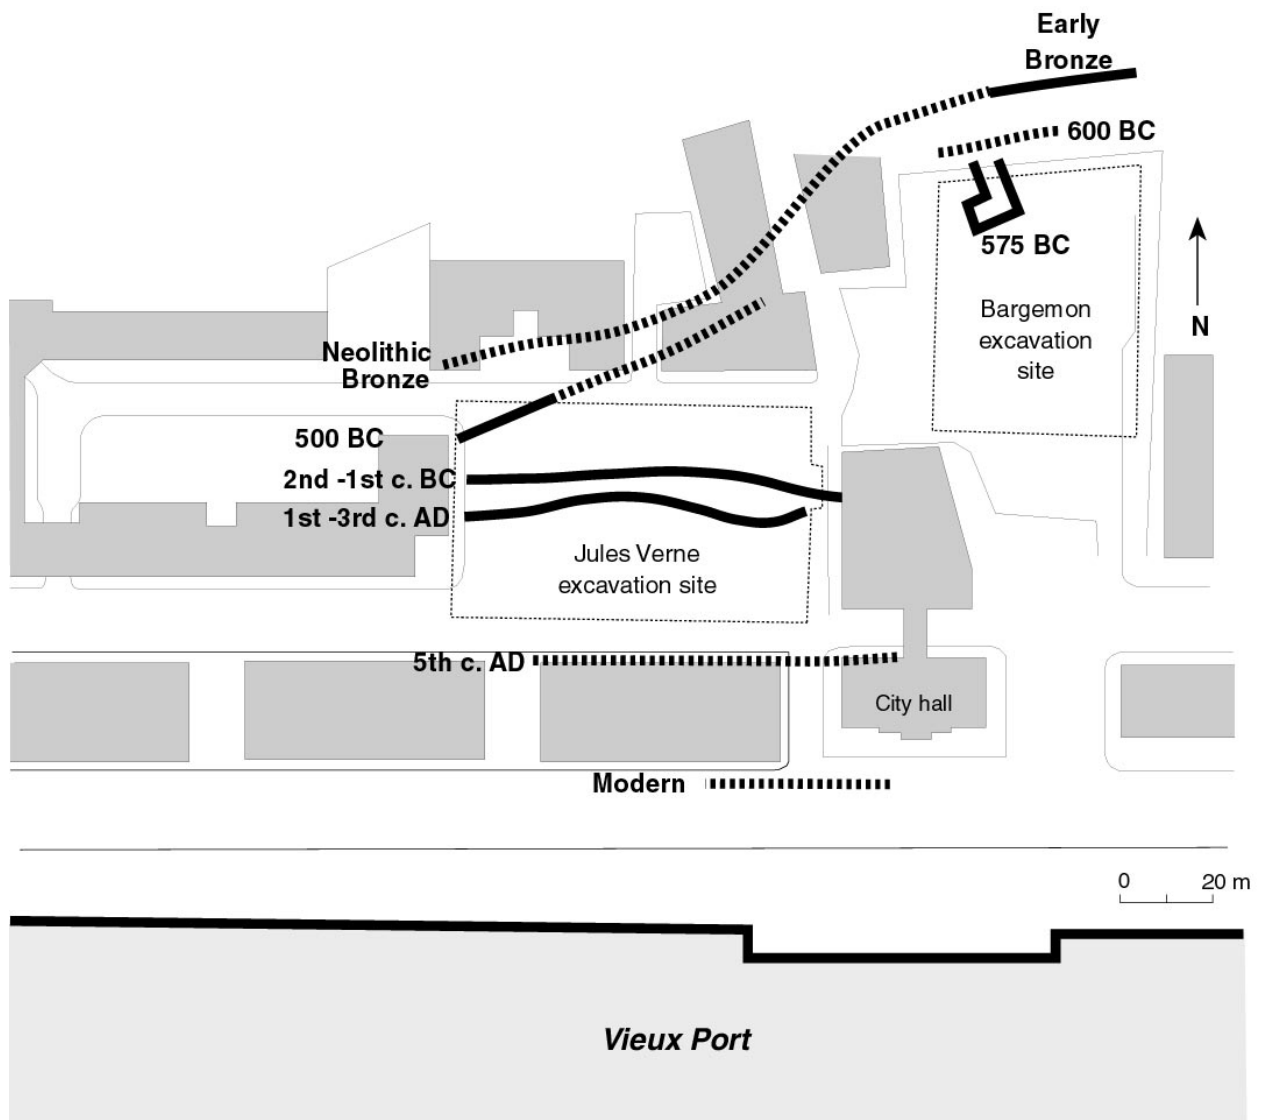 Early
Bronze
600 BC
575 BC
Bargemon
excavation
site
N
Neolithic
Bronze
500 BC
2nd -1st c. BC
1st -3rd c. AD
Jules Verne
excavation site
5th c. AD
City hall
Modern
0 20 m
Vieux Port